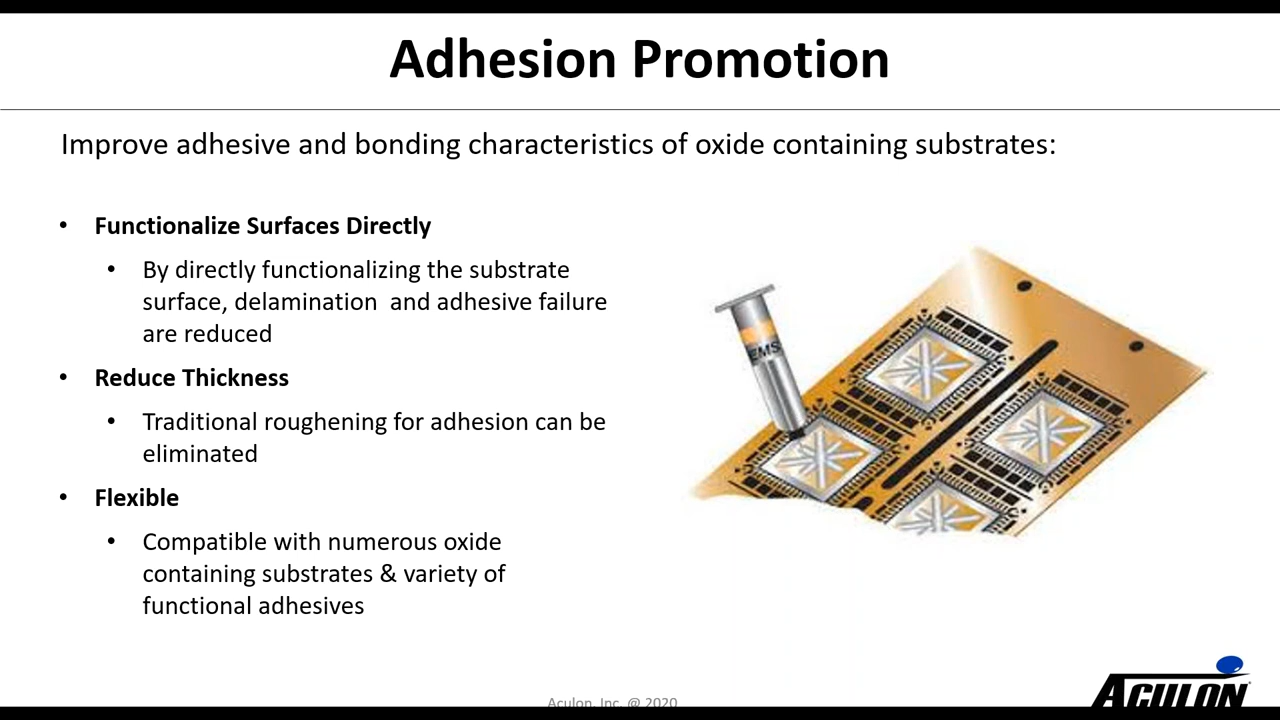 Adhesion Promotion
Improve adhesive and bonding characteristics of oxide containing substrates:
• Functionalize Surfaces Directly
• By directly functionalizing the substrate
surface, delamination  and adhesive failure
are reduced
• Reduce Thickness
• Traditional roughening for adhesion can be
eliminated
• Flexible
• Compatible with numerous oxide
containing substrates & variety of
functional adhesives
EMS
Aculon, Inc. @ 2020
ACULON